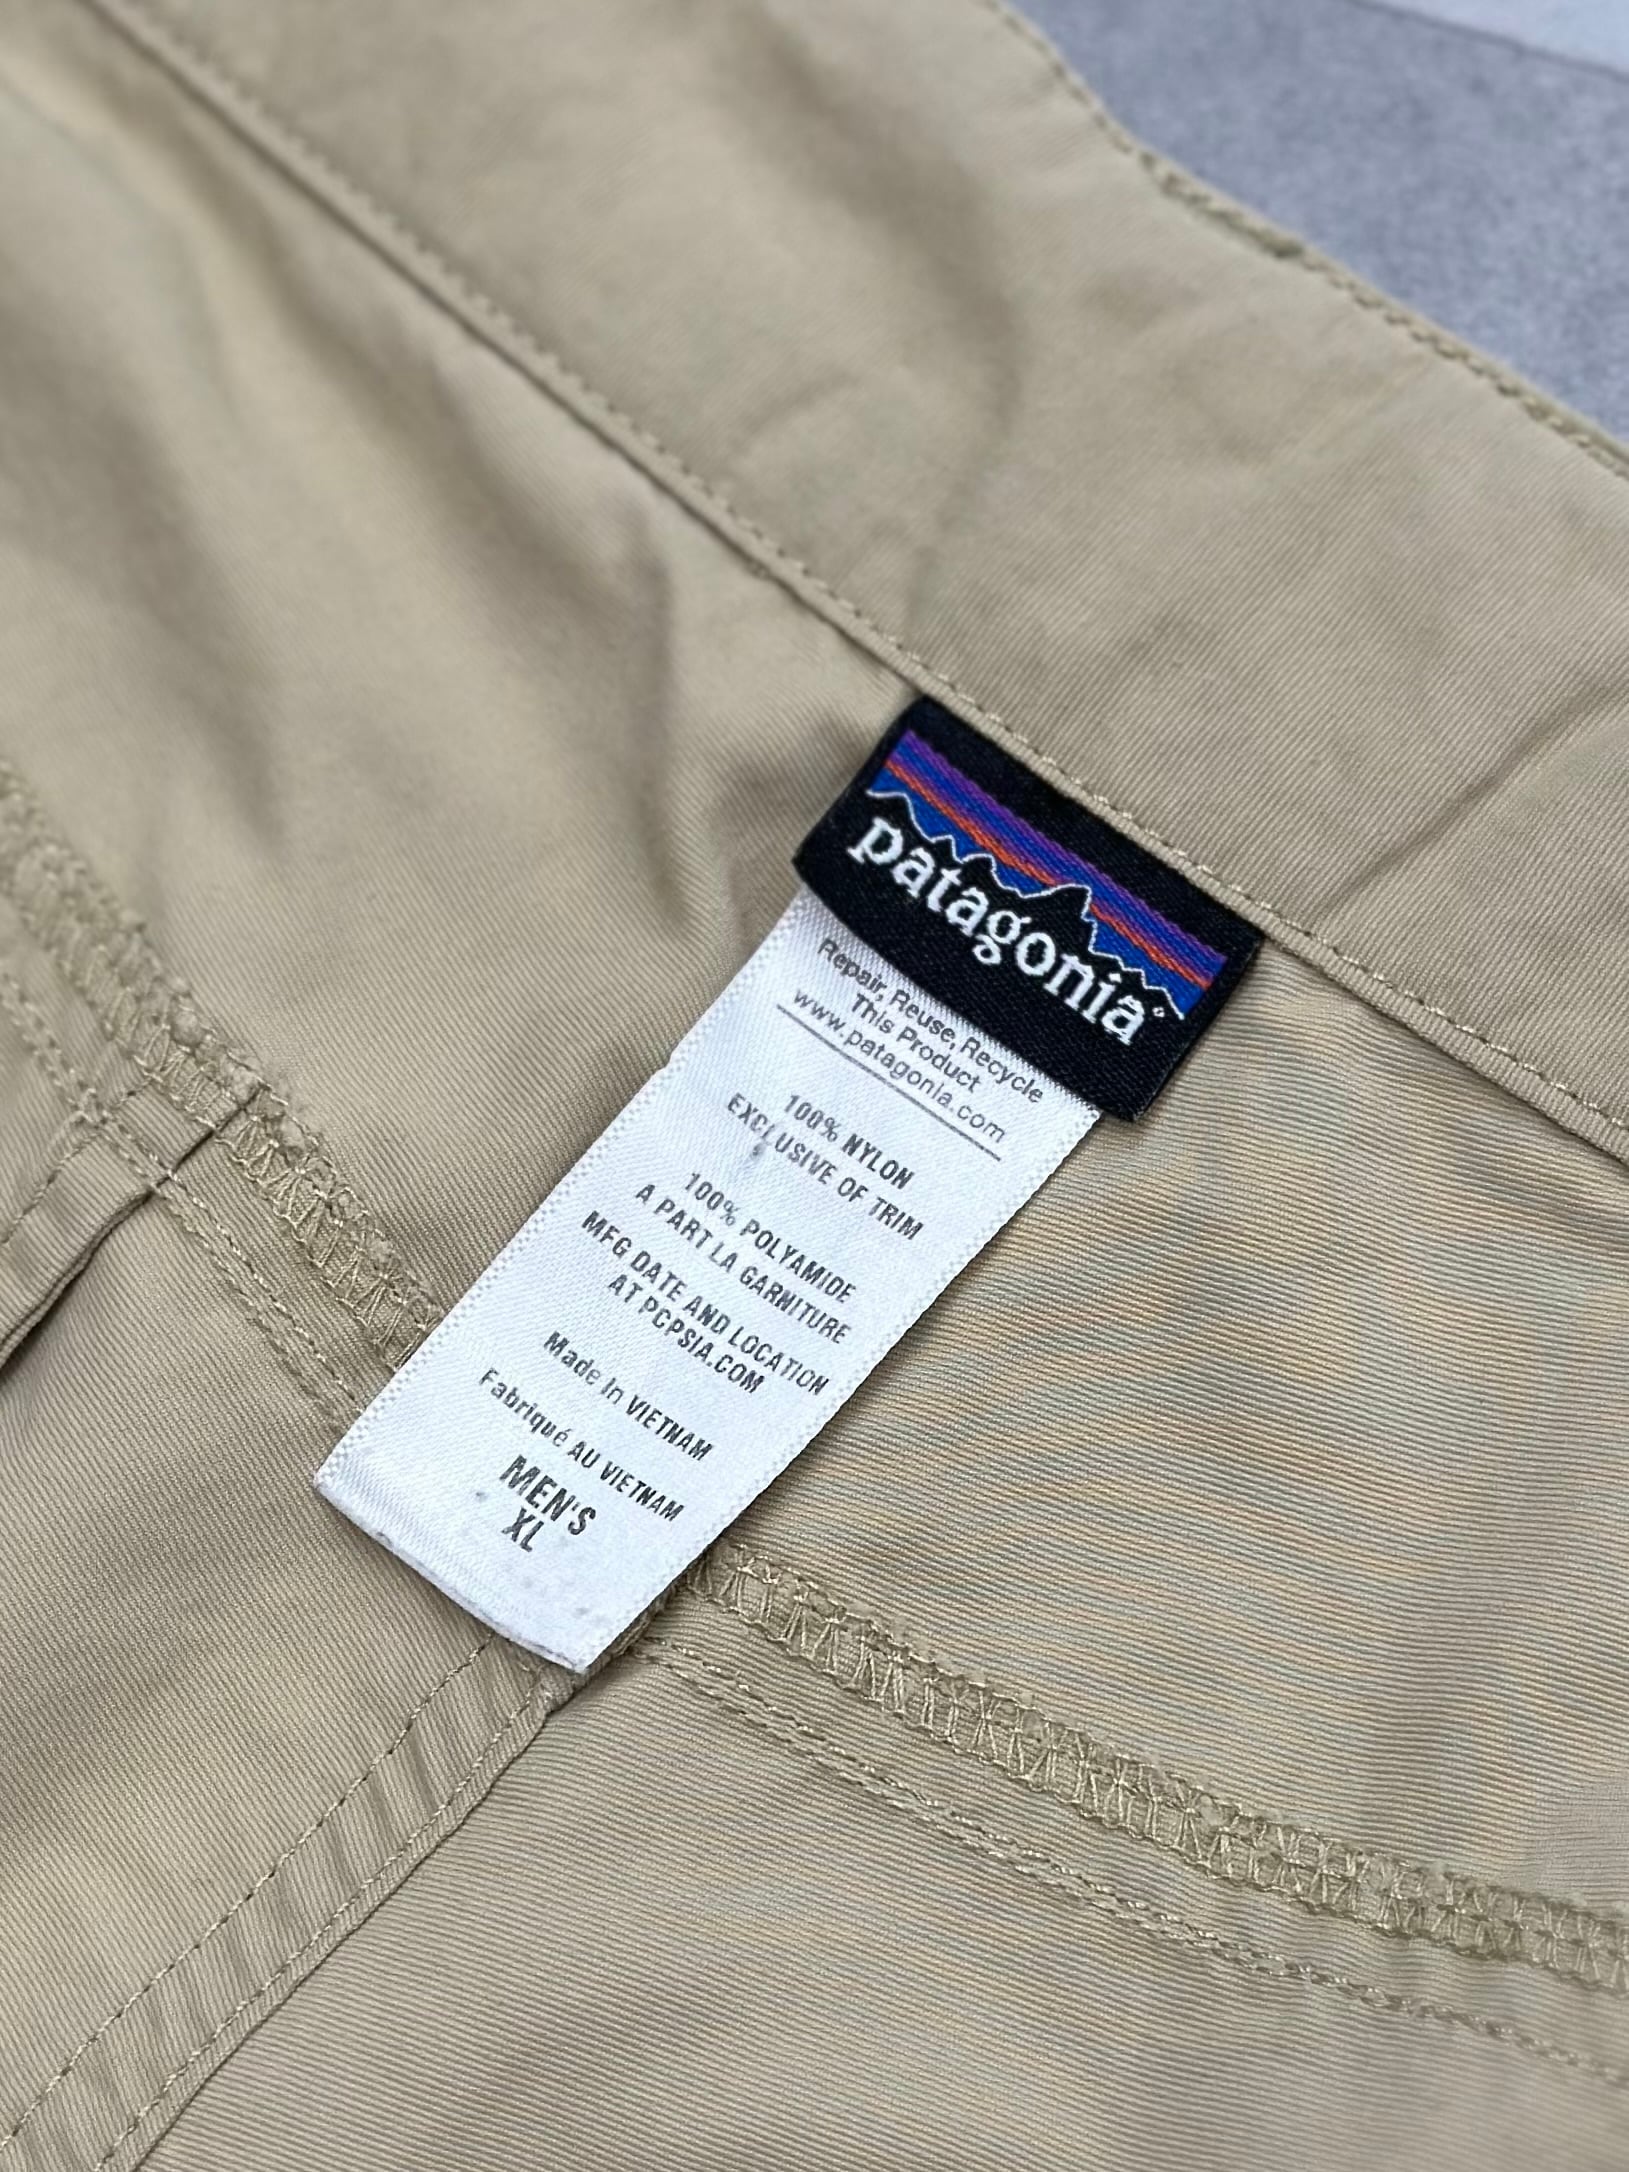 patagonia®
Repair, Reuse, Recycle
This Product
www.patagonia.com
100% NYLON
EXCLUSIVE OF TRIM
100% POLYAMIDE
A PART LA GARNITURE
MFG DATE AND LOCATION
AT PCPSIA.COM
Made In VIETNAM
Fabriqué AU VIETNAM
MEN'S
XL